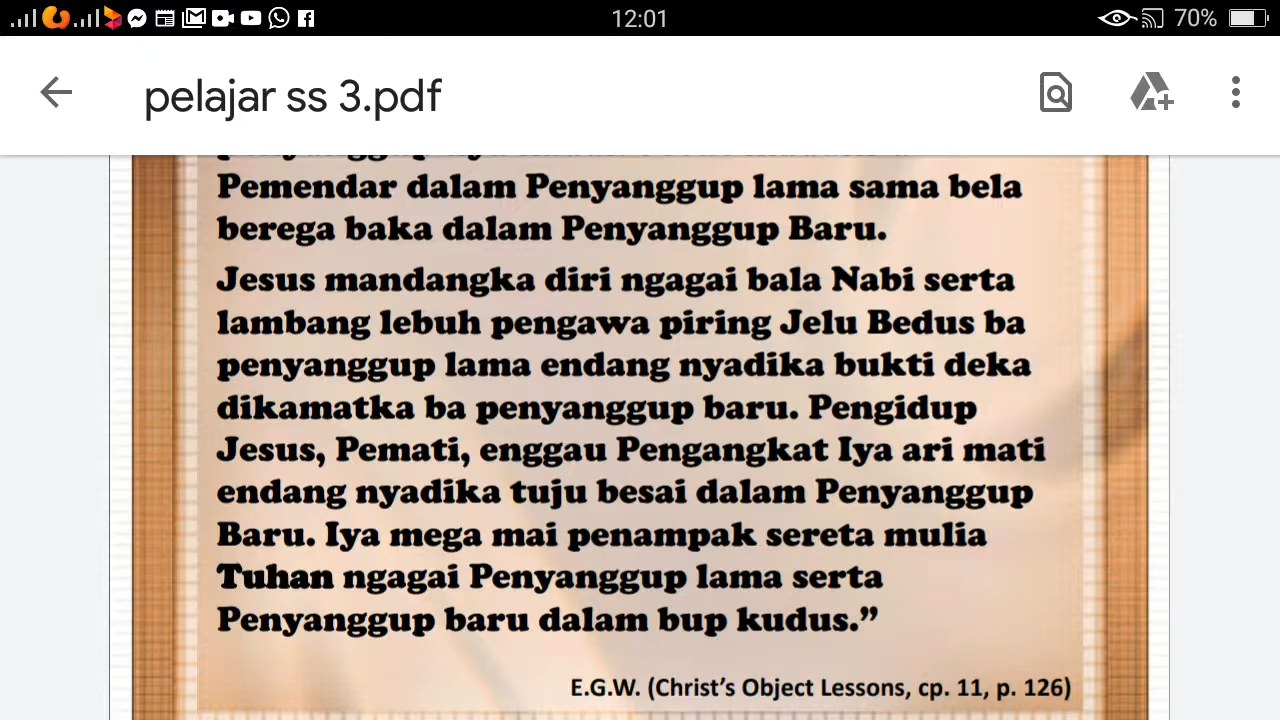 12:01
70%
pelajar ss 3.pdf
Pemendar dalam Penyanggup lama sama bela
berega baka dalam Penyanggup Baru.
Jesus mandangka diri ngagai bala Nabi serta
lambang lebuh pengawa piring Jelu Bedus ba
penyanggup lama endang nyadika bukti deka
dikamatka ba penyanggup baru. Pengidup
Jesus, Pemati, enggau Pengangkat Iya ari mati
endang nyadika tuju besai dalam Penyanggup
Baru. Iya mega mai penampak sereta mulia
Tuhan ngagai Penyanggup lama serta
Penyanggup baru dalam bup kudus.”
E.G.W. (Christ’s Object Lessons, cp. 11, p. 126)